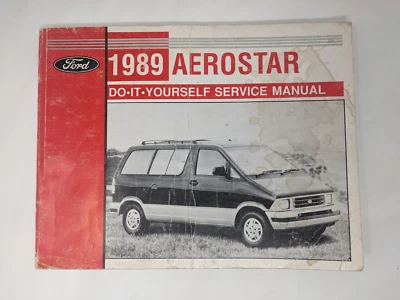 Ford
1989 AEROSTAR
DO-IT-YOURSELF SERVICE MANUAL